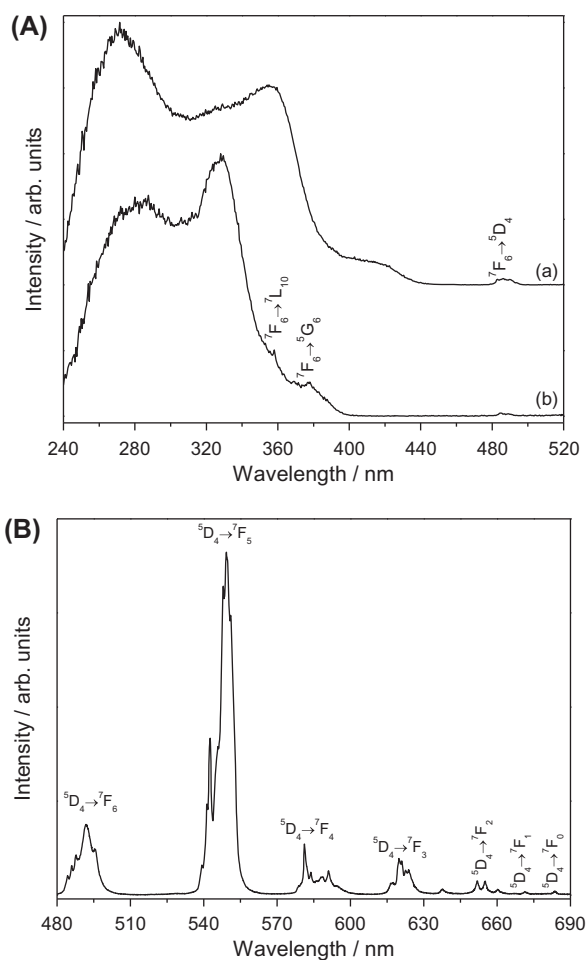 (A)
Intensity / arb. units
⁷F₆→⁷L₁₀
⁷F₆→⁵G₆
⁷F₆→⁵D₄
(a)
(b)
240 280 320 360 400 440 480 520
Wavelength / nm
(B)
Intensity / arb. units
⁵D₄→⁷F₆
⁵D₄→⁷F₅
⁵D₄→⁷F₄
⁵D₄→⁷F₃
⁵D₄→⁷F₂
⁵D₄→⁷F₁
⁵D₄→⁷F₀
480 510 540 570 600 630 660 690
Wavelength / nm